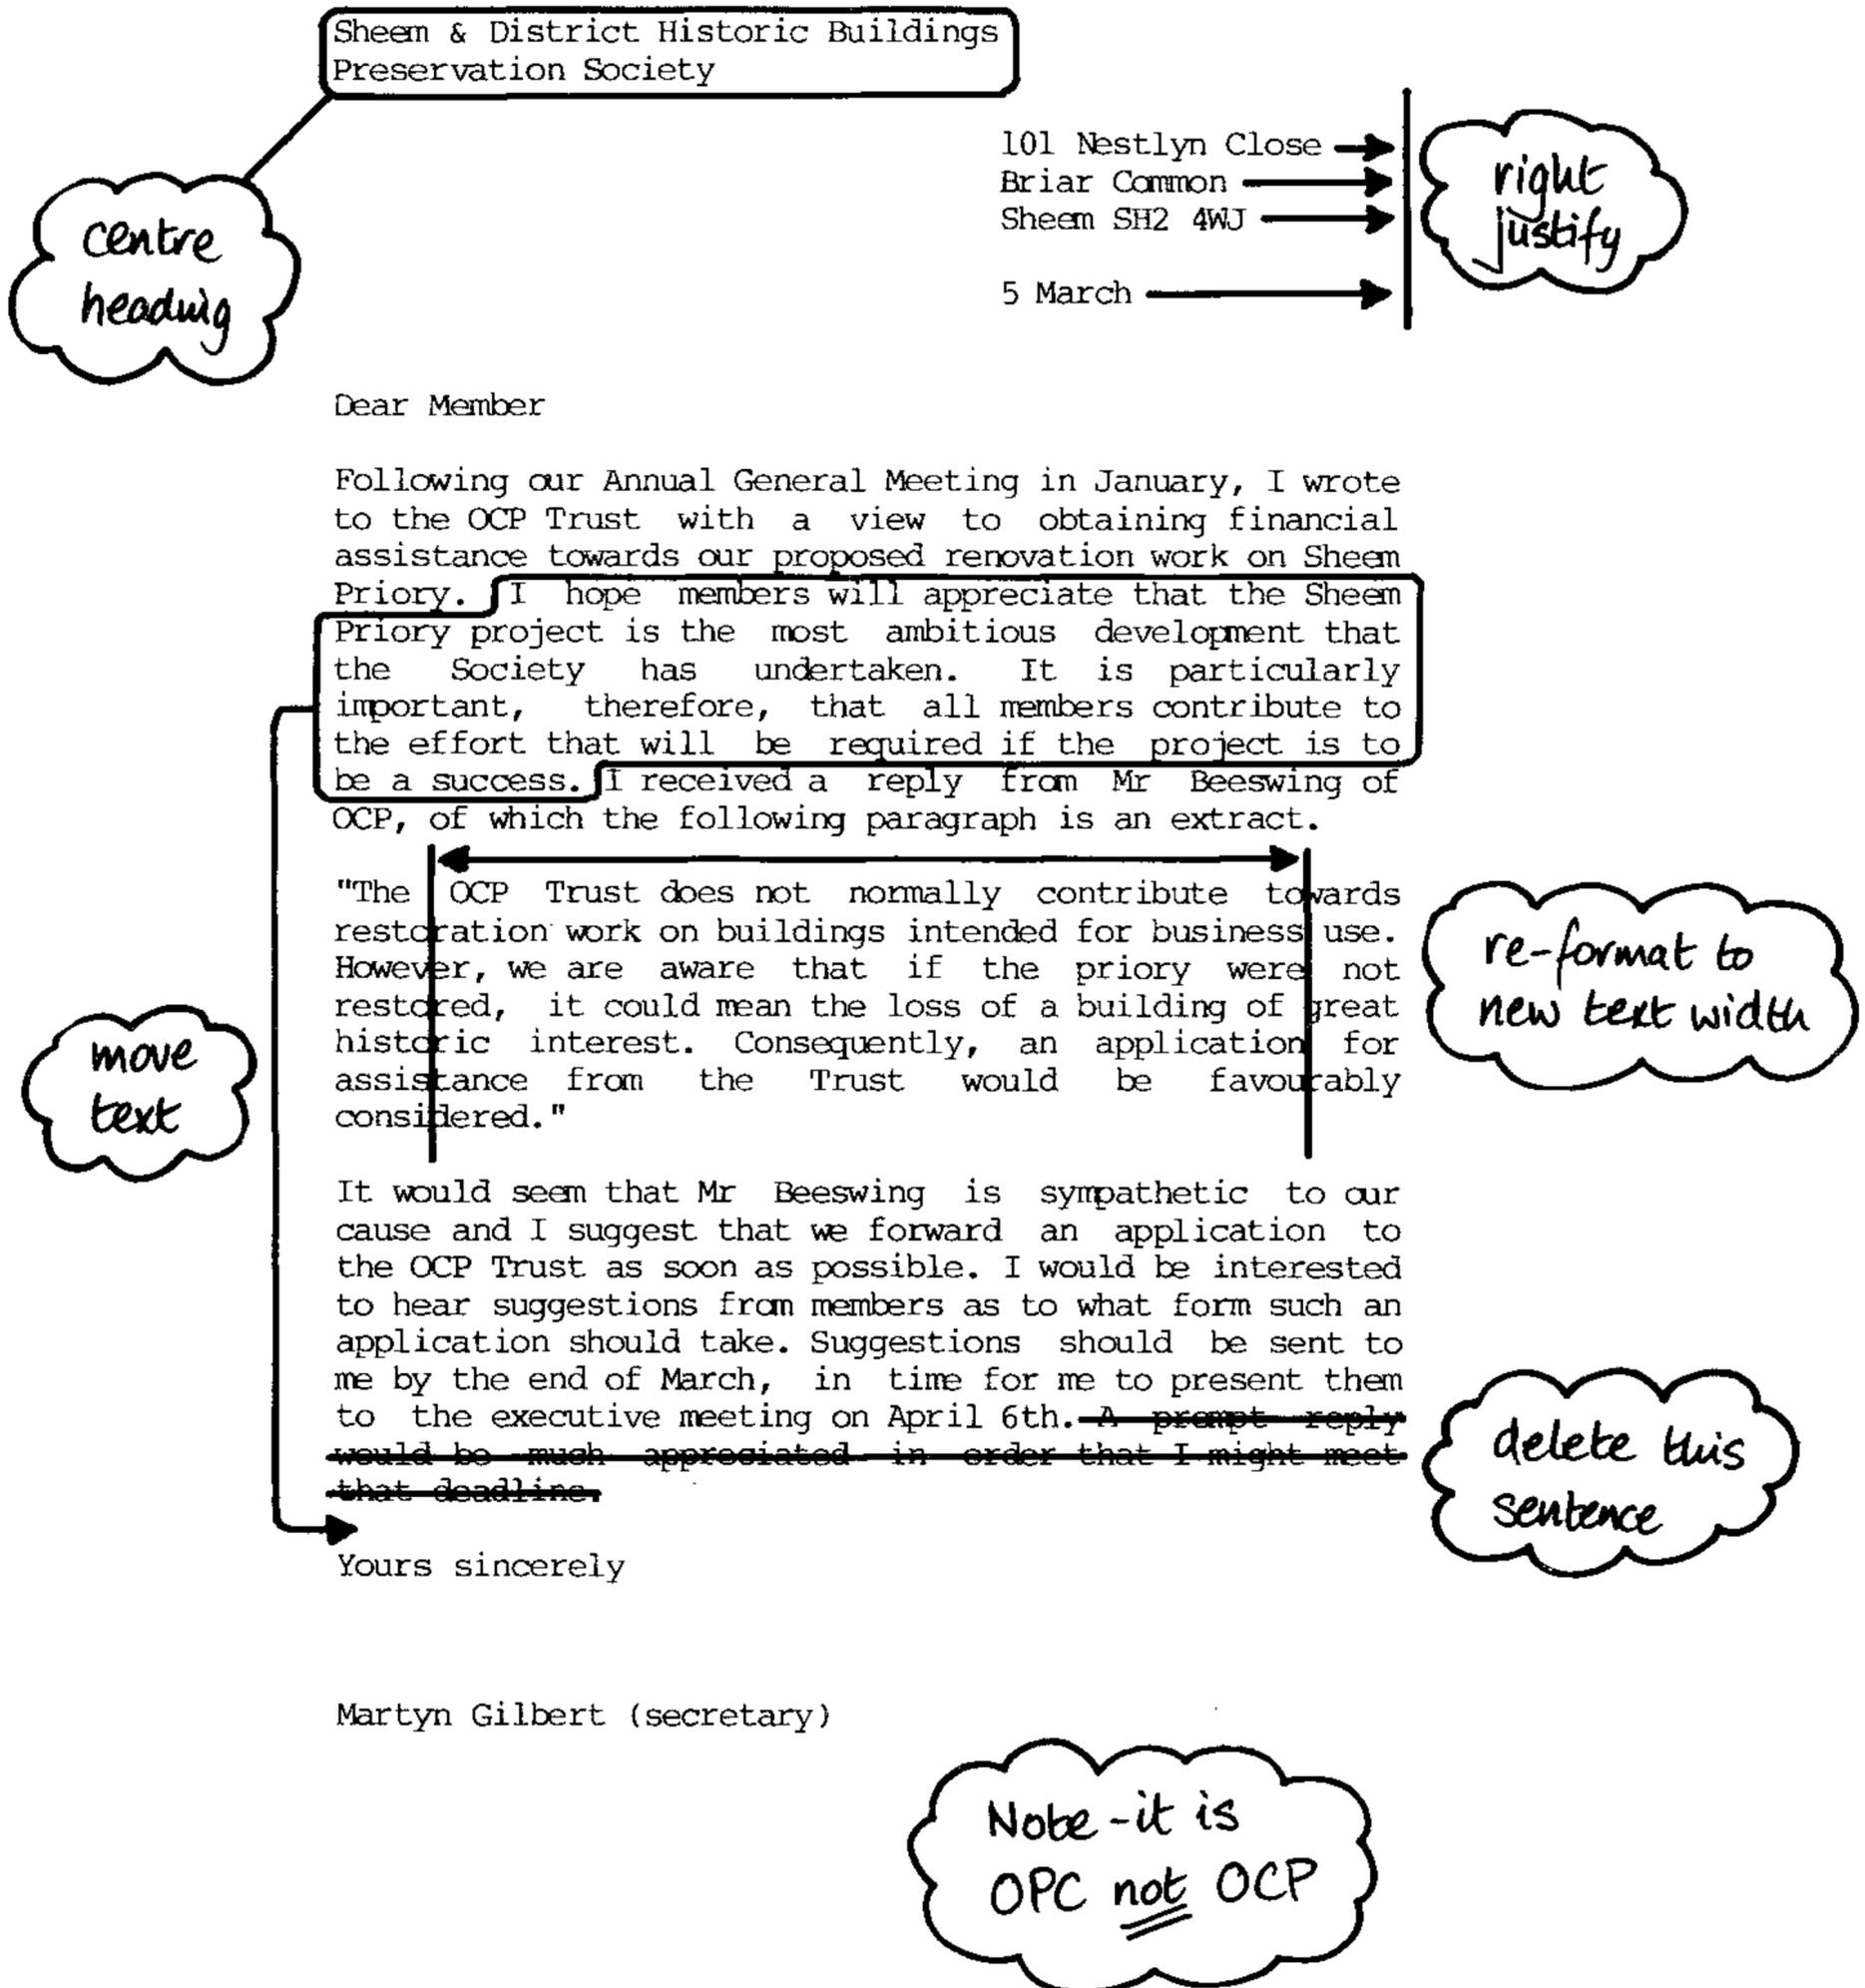 Sheem & District Historic Buildings
Preservation Society
101 Nestlyn Close
Briar Common
Sheem SH2 4WJ
5 March
right
justify
centre
heading
Dear Member
Following our Annual General Meeting in January, I wrote
to the OCP Trust with a view to obtaining financial
assistance towards our proposed renovation work on Sheem
Priory. I hope members will appreciate that the Sheem
Priory project is the most ambitious development that
the Society has undertaken. It is particularly
important, therefore, that all members contribute to
the effort that will be required if the project is to
be a success. I received a reply from Mr Beeswing of
OCP, of which the following paragraph is an extract.
"The OCP Trust does not normally contribute towards
restoration work on buildings intended for business use.
However, we are aware that if the priory were not
restored, it could mean the loss of a building of great
historic interest. Consequently, an application for
assistance from the Trust would be favourably
considered."
re-format to
new text width
move
text
It would seem that Mr Beeswing is sympathetic to our
cause and I suggest that we forward an application to
the OCP Trust as soon as possible. I would be interested
to hear suggestions from members as to what form such an
application should take. Suggestions should be sent to
me by the end of March, in time for me to present them
to the executive meeting on April 6th. A prompt reply
would be much appreciated in order that I might meet
that deadline.
delete this
sentence
Yours sincerely
Martyn Gilbert (secretary)
Note - it is
OPC not OCP